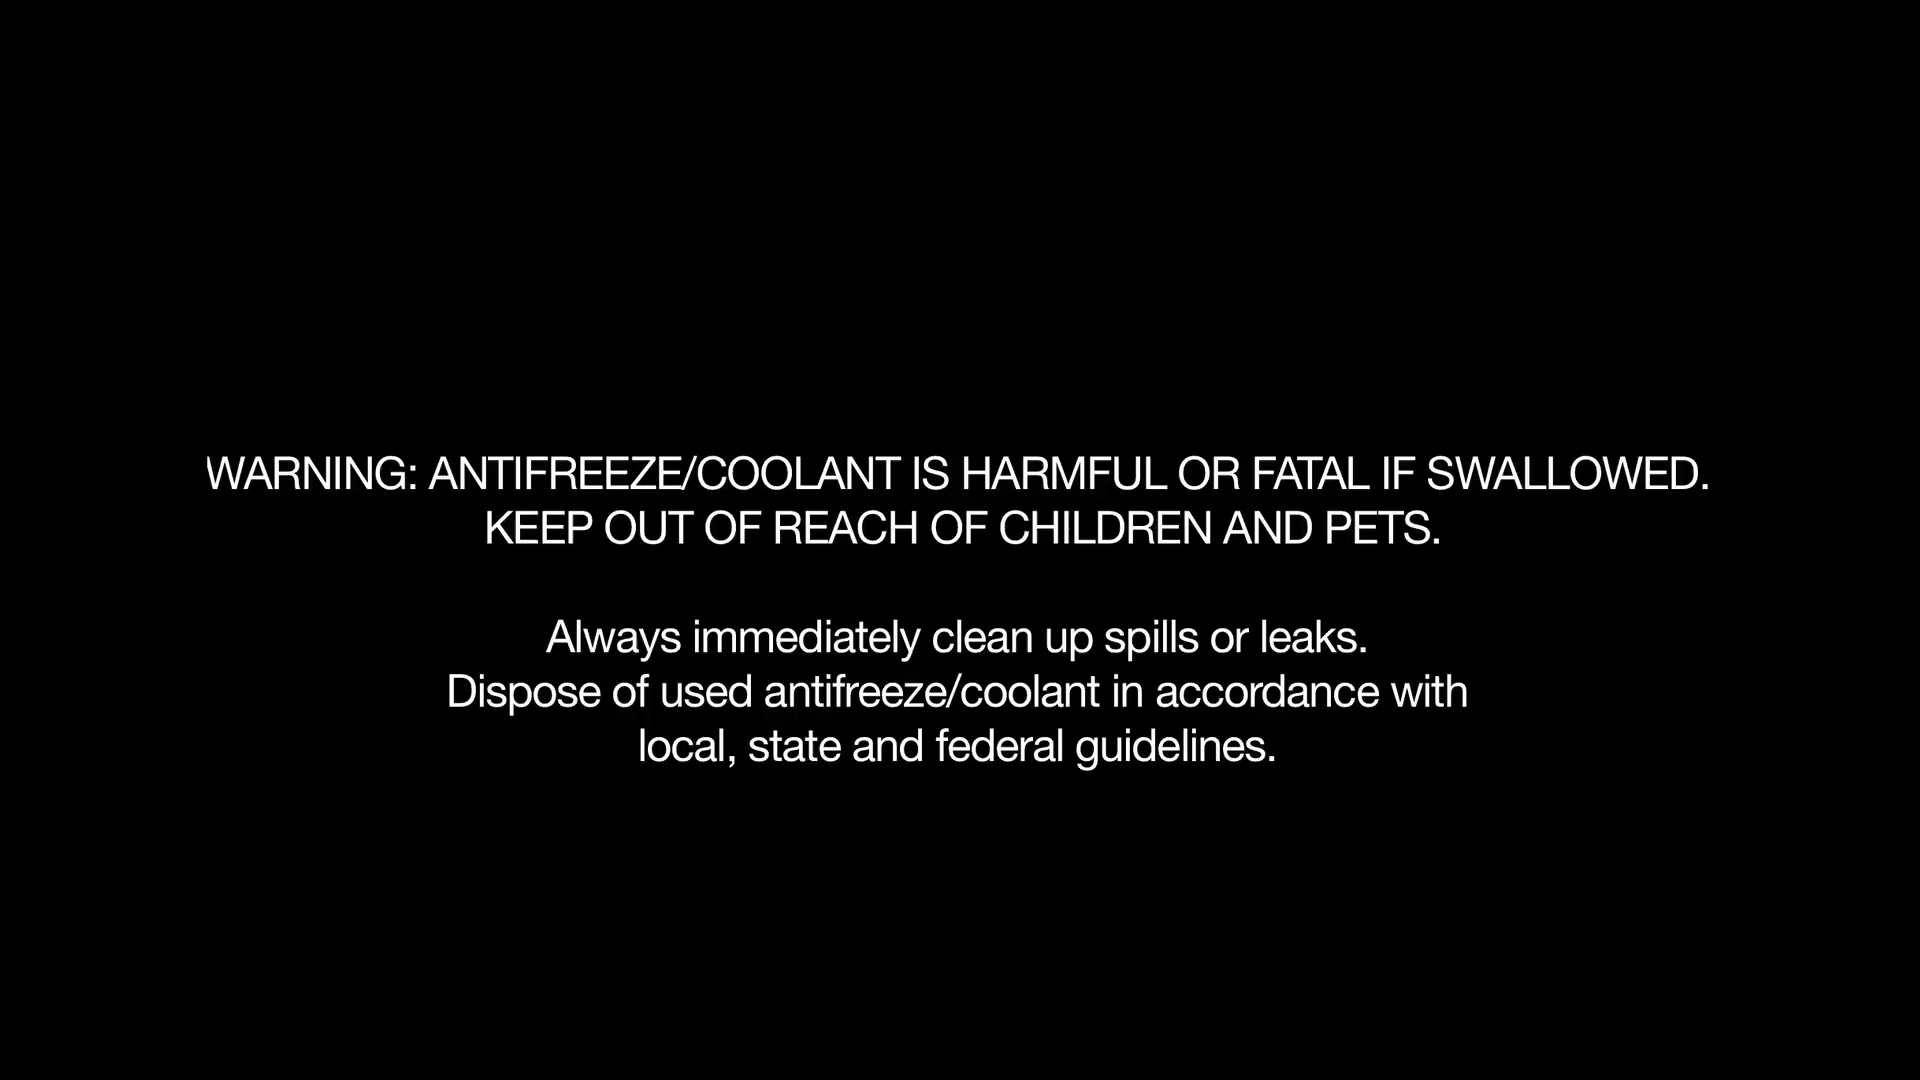 WARNING: ANTIFREEZE/COOLANT IS HARMFUL OR FATAL IF SWALLOWED.
KEEP OUT OF REACH OF CHILDREN AND PETS.
Always immediately clean up spills or leaks.
Dispose of used antifreeze/coolant in accordance with
local, state and federal guidelines.